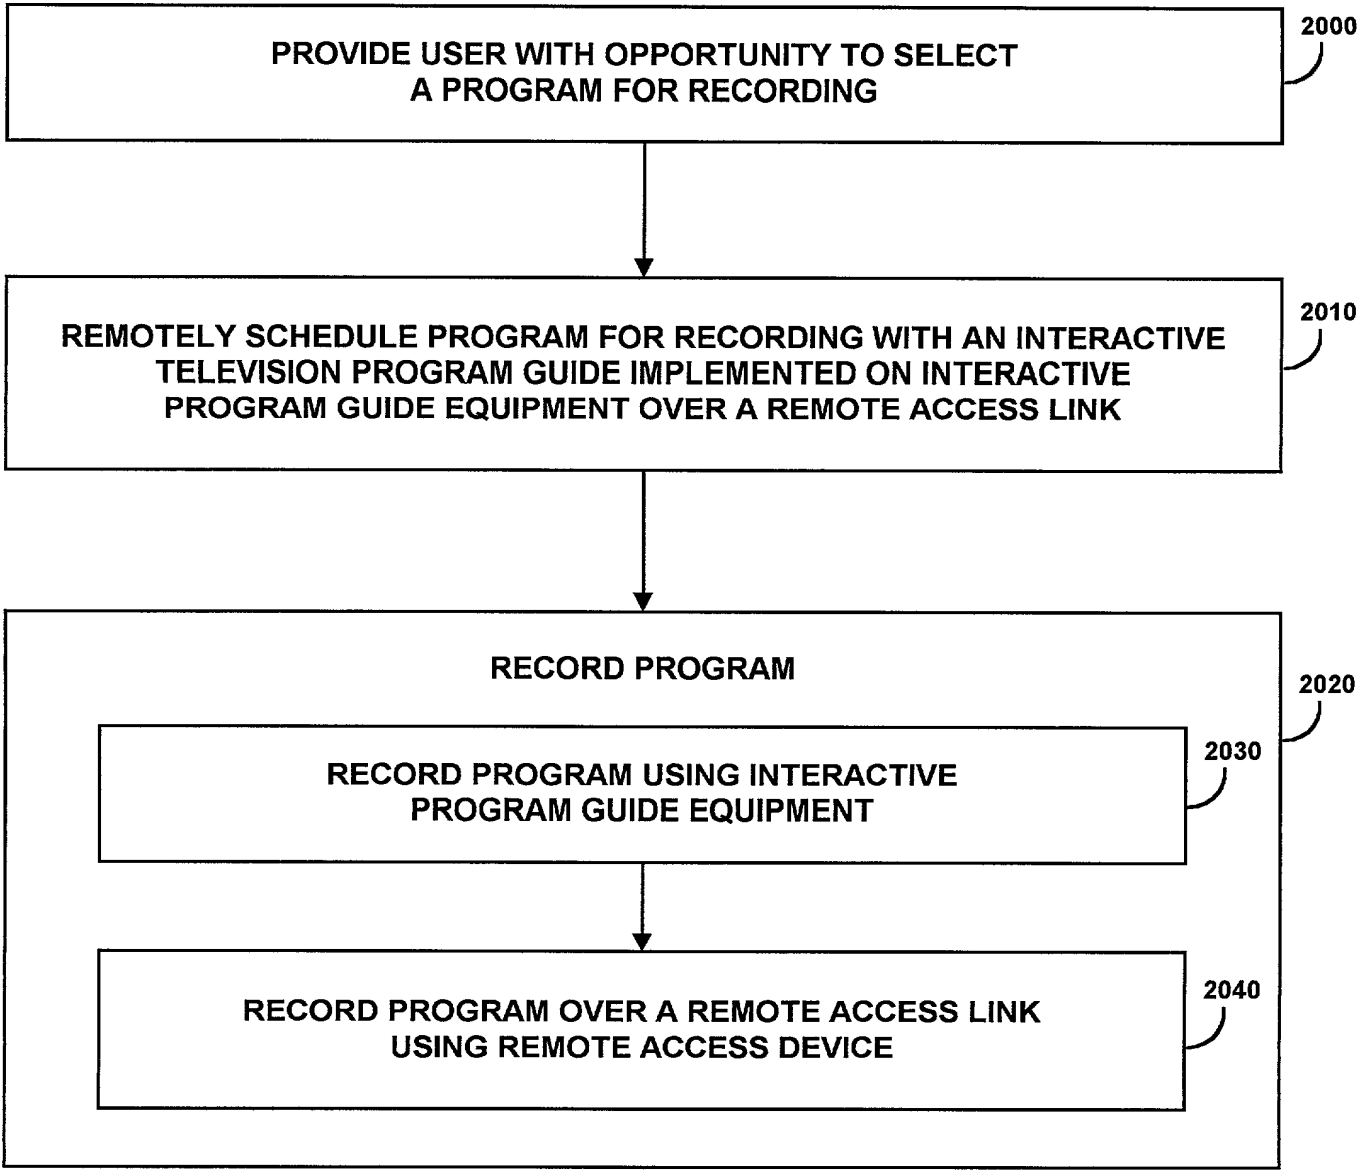 2000
PROVIDE USER WITH OPPORTUNITY TO SELECT
A PROGRAM FOR RECORDING
2010
REMOTELY SCHEDULE PROGRAM FOR RECORDING WITH AN INTERACTIVE
TELEVISION PROGRAM GUIDE IMPLEMENTED ON INTERACTIVE
PROGRAM GUIDE EQUIPMENT OVER A REMOTE ACCESS LINK
RECORD PROGRAM
2020
2030
RECORD PROGRAM USING INTERACTIVE
PROGRAM GUIDE EQUIPMENT
2040
RECORD PROGRAM OVER A REMOTE ACCESS LINK
USING REMOTE ACCESS DEVICE